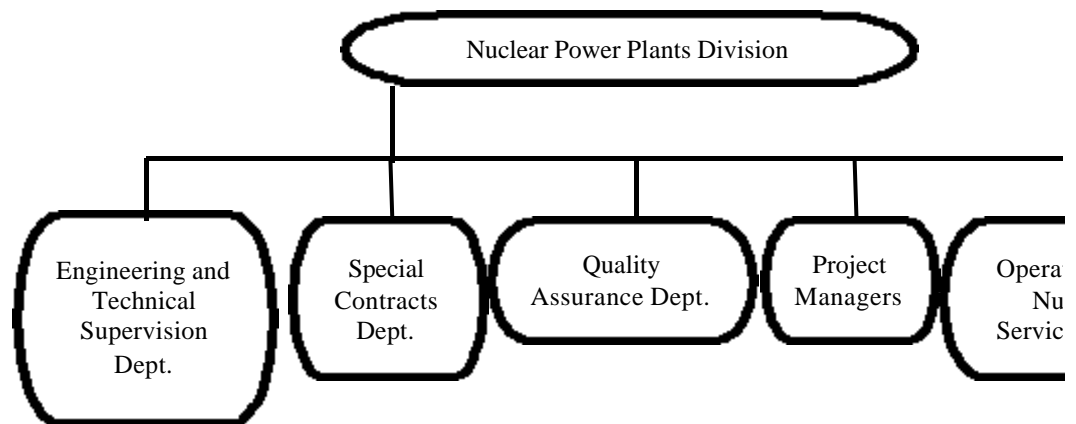 Nuclear Power Plants Division
Engineering and
Technical
Supervision
Dept.
Special
Contracts
Dept.
Quality
Assurance Dept.
Project
Managers